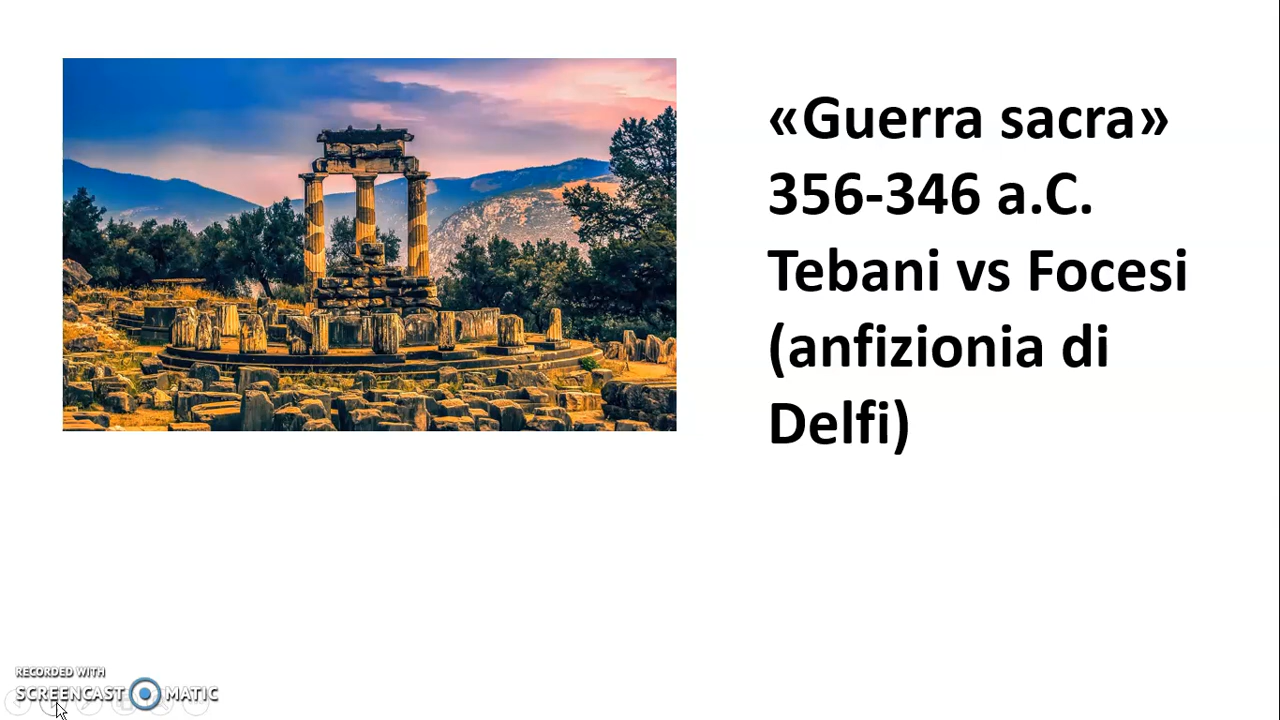 «Guerra sacra»
356-346 a.C.
Tebani vs Focesi
(anfizionia di
Delfi)
RECORDED WITH
SCREENCAST MATIC